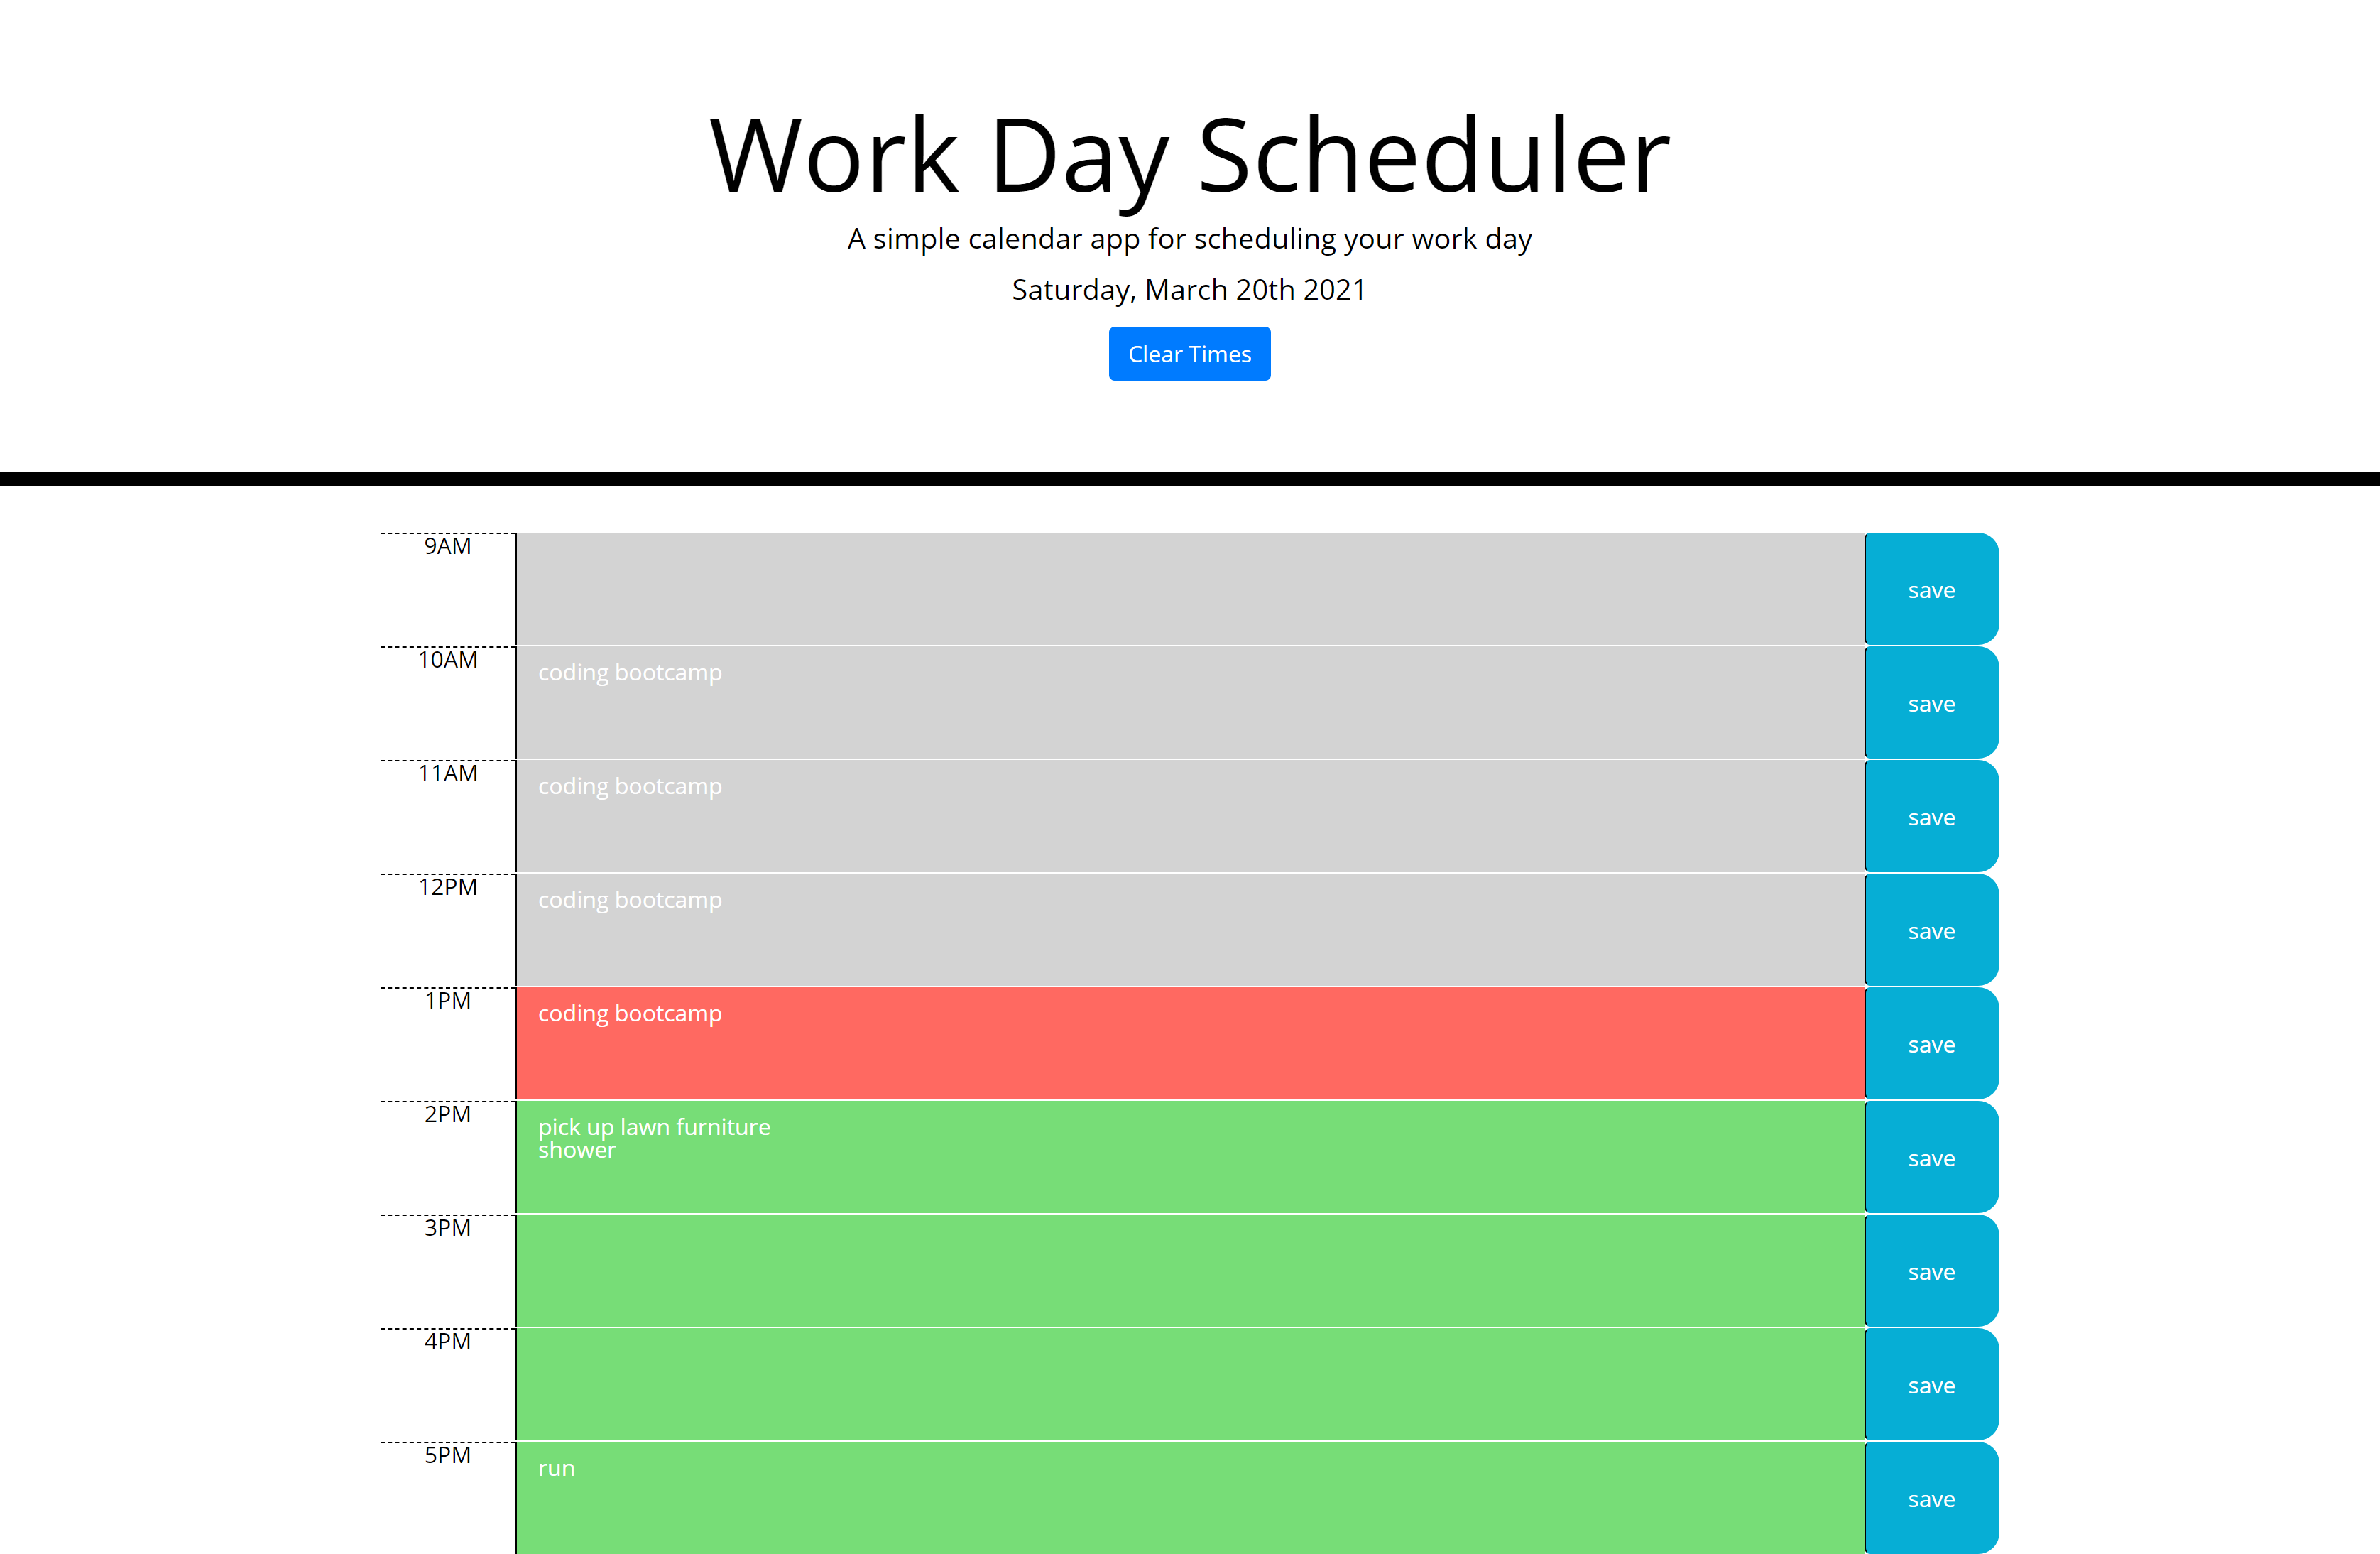 Work Day Scheduler
A simple calendar app for scheduling your work day
Saturday, March 20th 2021
Clear Times
9AM
save
10AM
coding bootcamp
save
11AM
coding bootcamp
save
12PM
coding bootcamp
save
1PM
coding bootcamp
save
2PM
pick up lawn furniture
shower
save
3PM
save
4PM
save
5PM
run
save